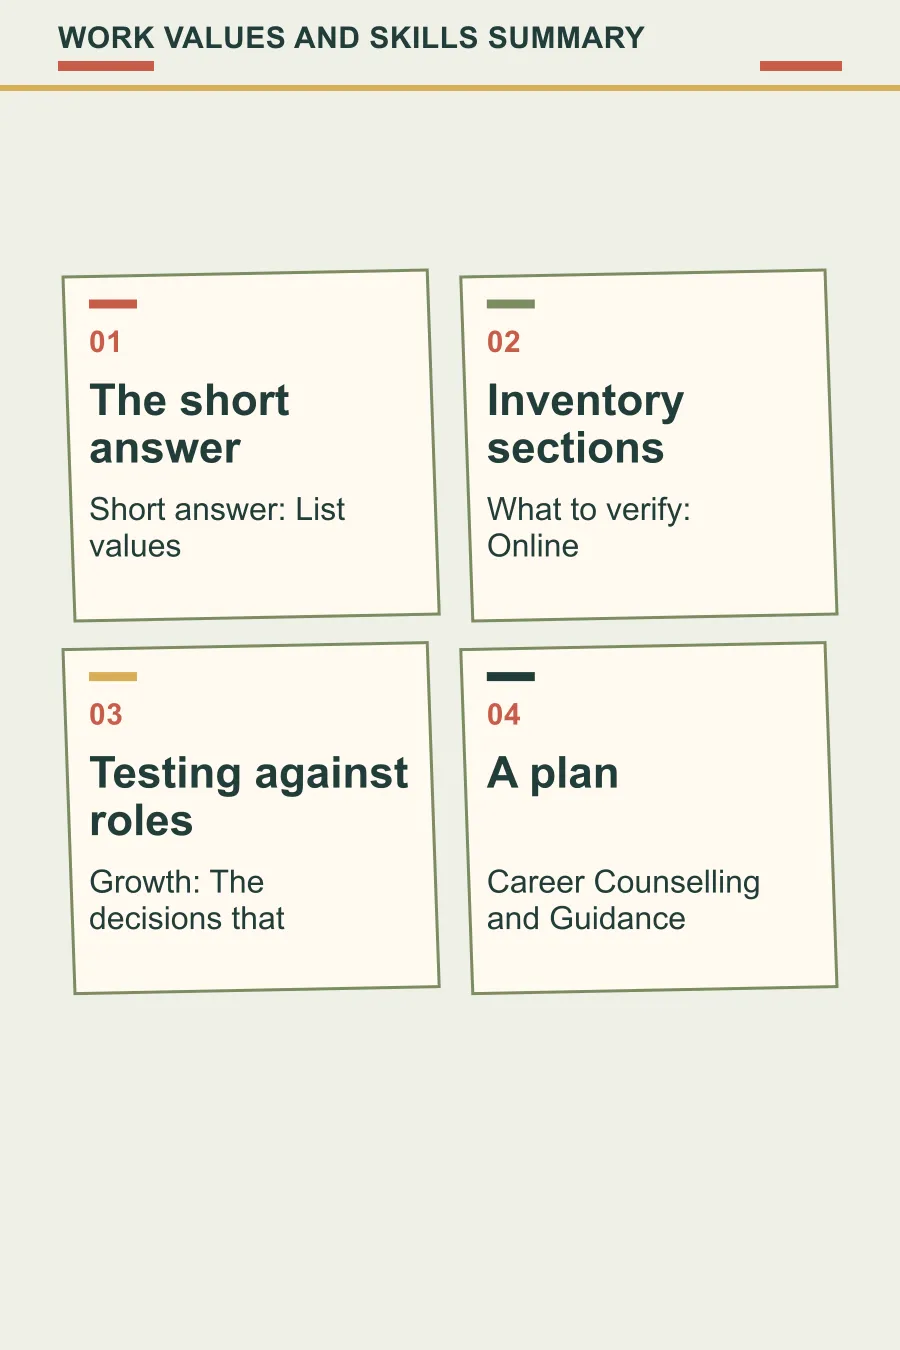 WORK VALUES AND SKILLS SUMMARY
01
The short
answer
Short answer: List
values
02
Inventory
sections
What to verify:
Online
03
Testing against
roles
Growth: The
decisions that
04
A plan
Career Counselling
and Guidance